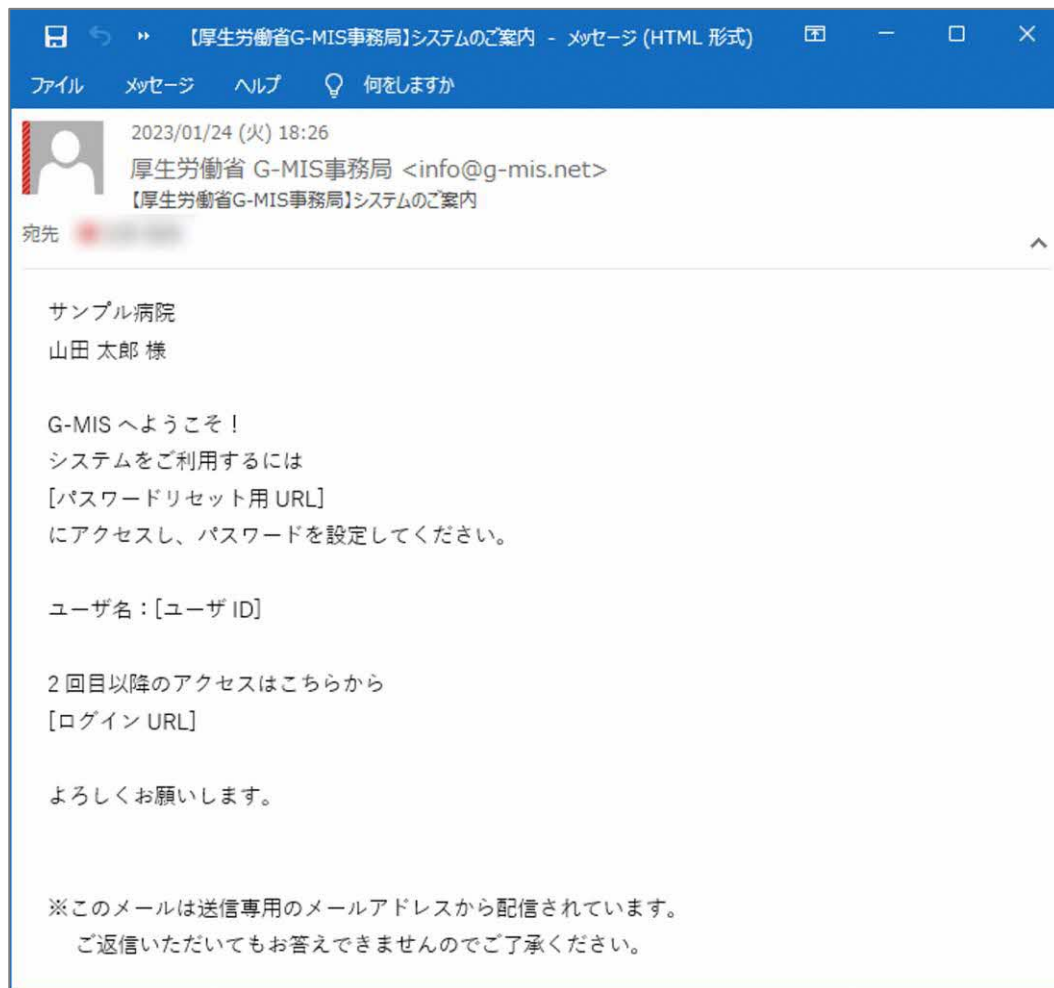 【厚生労働省G-MIS事務局】システムのご案内 - メッセージ (HTML 形式)
ファイル メッセージ ヘルプ 何をしますか
2023/01/24 (火) 18:26
厚生労働省 G-MIS事務局 <info@g-mis.net>
【厚生労働省G-MIS事務局】システムのご案内
宛先
サンプル病院
山田 太郎 様
G-MIS へようこそ！
システムをご利用するには
[パスワードリセット用 URL]
にアクセスし、パスワードを設定してください。
ユーザ名：[ユーザ ID]
2 回目以降のアクセスはこちらから
[ログイン URL]
よろしくお願いします。
※このメールは送信専用のメールアドレスから配信されています。
ご返信いただいてもお答えできませんのでご了承ください。